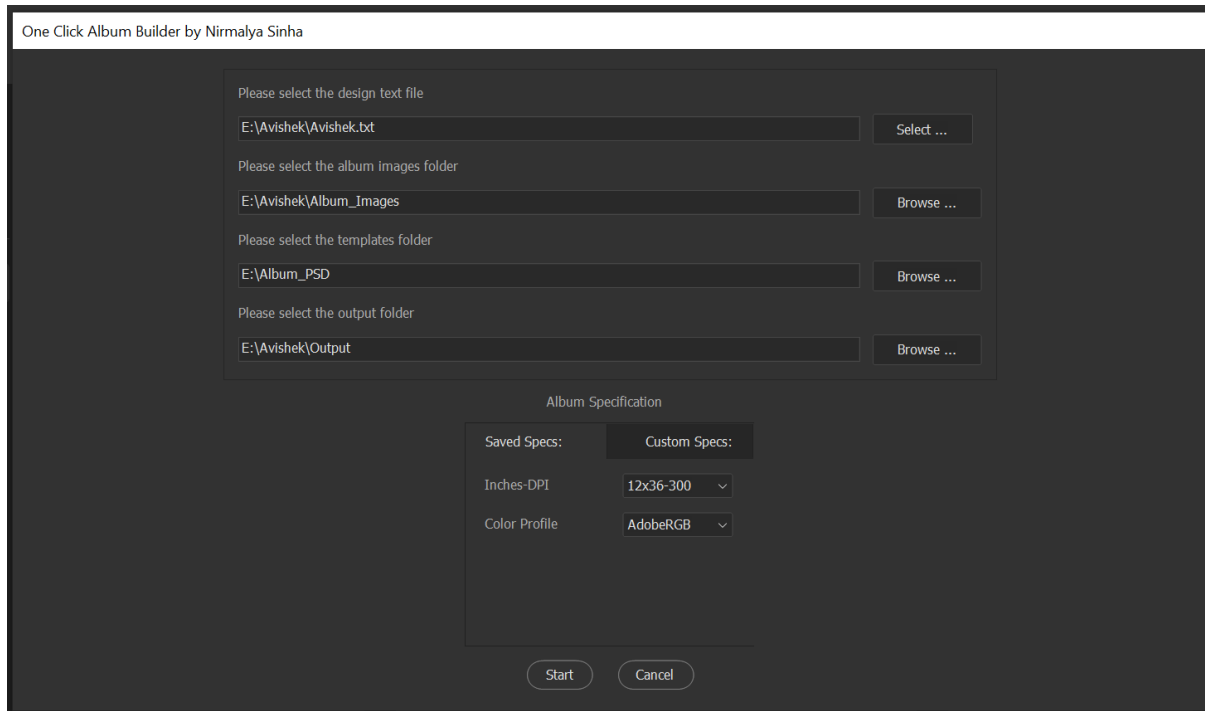 One Click Album Builder by Nirmalya Sinha
Please select the design text file
E:\Avishek\Avishek.txt Select ...
Please select the album images folder
E:\Avishek\Album_Images Browse ...
Please select the templates folder
E:\Album_PSD Browse ...
Please select the output folder
E:\Avishek\Output Browse ...
Album Specification
Saved Specs: Custom Specs:
Inches-DPI 12x36-300
Color Profile AdobeRGB
Start Cancel